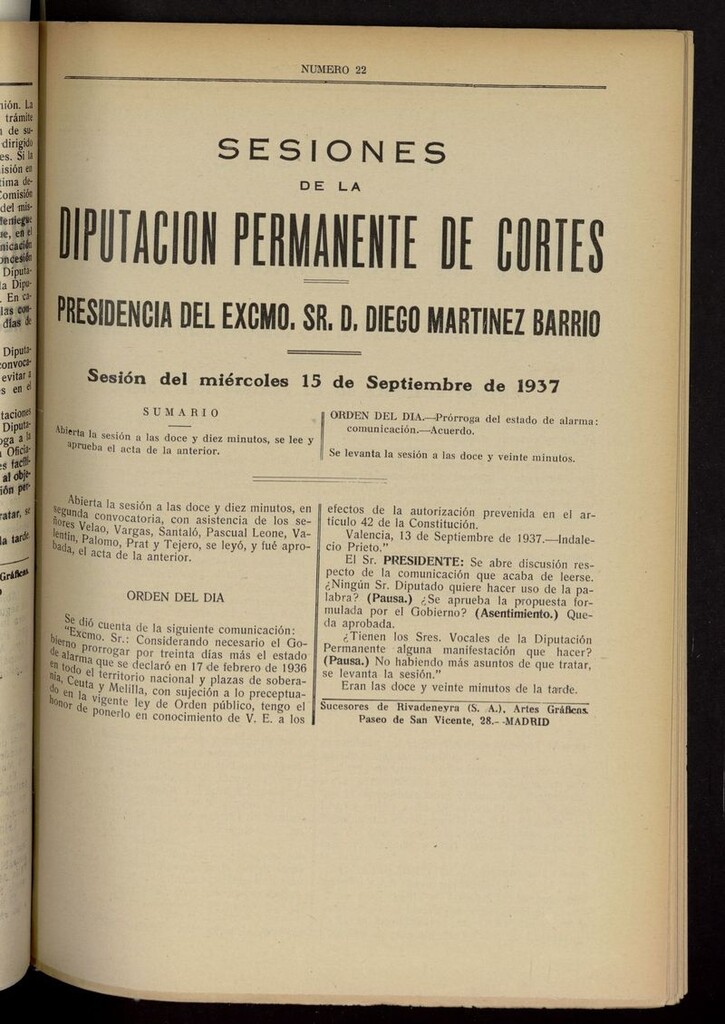 NUMERO 22
SESIONES
DE LA
DIPUTACION PERMANENTE DE CORTES
PRESIDENCIA DEL EXCMO. SR. D. DIEGO MARTINEZ BARRIO
Sesión del miércoles 15 de Septiembre de 1937
SUMARIO
Abierta la sesión a las doce y diez minutos, se lee y
aprueba el acta de la anterior.
ORDEN DEL DIA.—Prórroga del estado de alarma:
comunicación.—Acuerdo.
Se levanta la sesión a las doce y veinte minutos.
Abierta la sesión a las doce y diez minutos, en
segunda convocatoria, con asistencia de los se-
ñores Velao, Vargas, Santaló, Pascual Leone, Va-
lentín, Palomo, Prat y Tejero, se leyó, y fué apro-
bada, el acta de la anterior.
ORDEN DEL DIA
Se dió cuenta de la siguiente comunicación:
"Excmo. Sr.: Considerando necesario el Go-
bierno prorrogar por treinta días más el estado
de alarma que se declaró en 17 de febrero de 1936
en todo el territorio nacional y plazas de sobera-
nía, Ceuta y Melilla, con sujeción a lo preceptua-
do en la vigente ley de Orden público, tengo el
honor de ponerlo en conocimiento de V. E. a los
efectos de la autorización prevenida en el ar-
tículo 42 de la Constitución.
Valencia, 13 de Septiembre de 1937.—Indale-
cio Prieto."
El Sr. PRESIDENTE: Se abre discusión res-
pecto de la comunicación que acaba de leerse.
¿Ningún Sr. Diputado quiere hacer uso de la pa-
labra? (Pausa.) ¿Se aprueba la propuesta for-
mulada por el Gobierno? (Asentimiento.) Que-
da aprobada.
¿Tienen los Sres. Vocales de la Diputación
Permanente alguna manifestación que hacer?
(Pausa.) No habiendo más asuntos de que tratar,
se levanta la sesión."
Eran las doce y veinte minutos de la tarde.
Sucesores de Rivadeneyra (S. A.), Artes Gráficas.
Paseo de San Vicente, 28.--MADRID